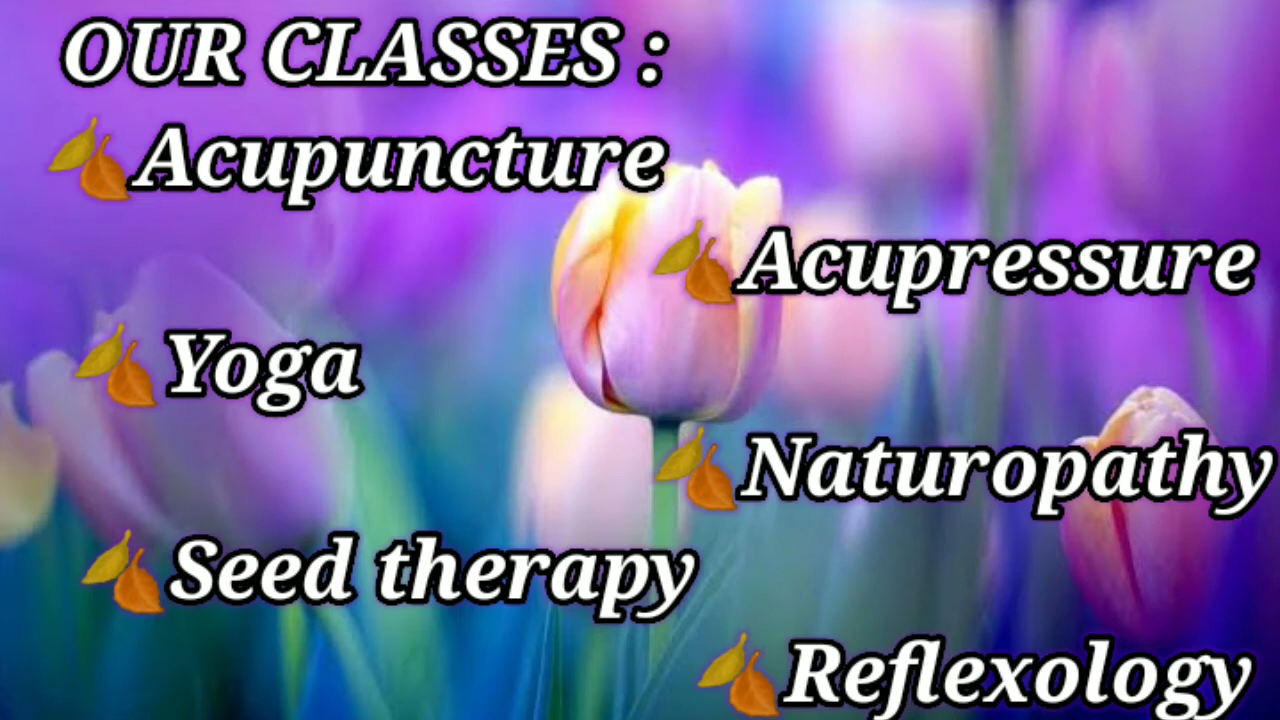 OUR CLASSES :
🍂Acupuncture
🍂Acupressure
🍂Yoga
🍂Naturopathy
🍂Seed therapy
🍂Reflexology